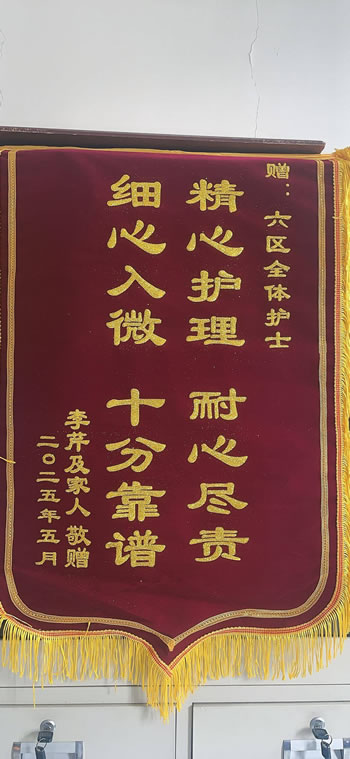 赠：六区全体护士
精心护理 耐心尽责
细心入微 十分靠谱
李芹及家人 敬赠
二〇二五年五月